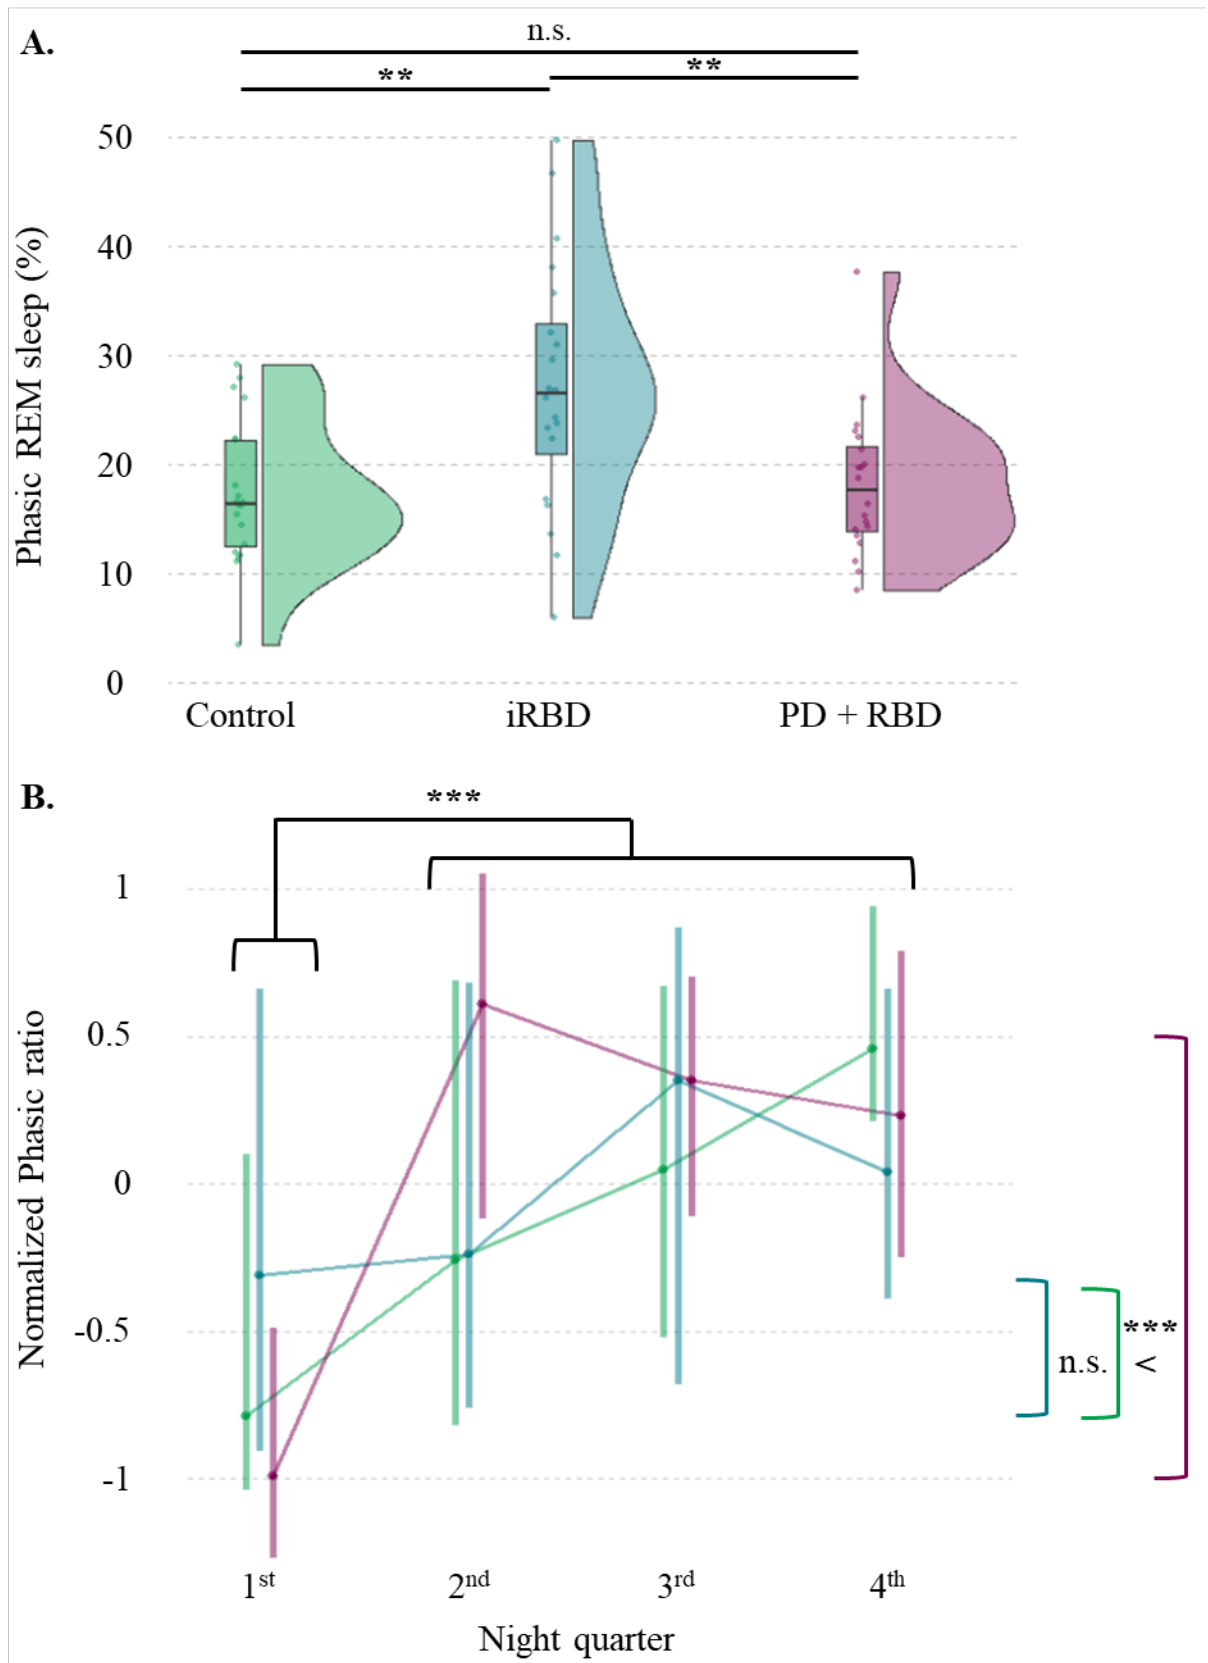 A.
n.s.
** **
50
40
30
20
10
0
Phasic REM sleep (%)
Control iRBD PD + RBD
B.
***
1
0.5
0
-0.5
-1
Normalized Phasic ratio
***
n.s. <
1st 2nd 3rd 4th
Night quarter